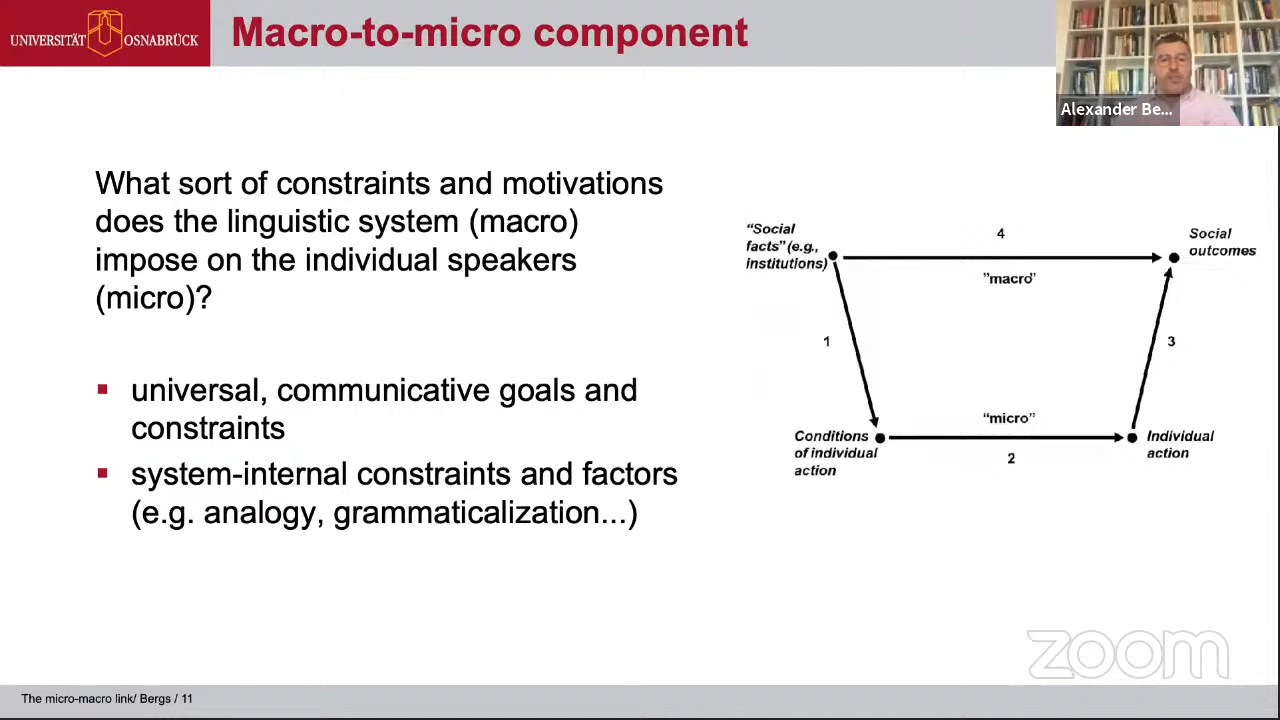 UNIVERSITÄT OSNABRÜCK
Macro-to-micro component
Alexander Be...
What sort of constraints and motivations
does the linguistic system (macro)
impose on the individual speakers
(micro)?
universal, communicative goals and
constraints
system-internal constraints and factors
(e.g. analogy, grammaticalization...)
“Social
facts” (e.g.,
institutions)
4
"macro"
Social
outcomes
1
3
Conditions
of individual
action
“micro”
2
Individual
action
zoom
The micro-macro link/ Bergs / 11